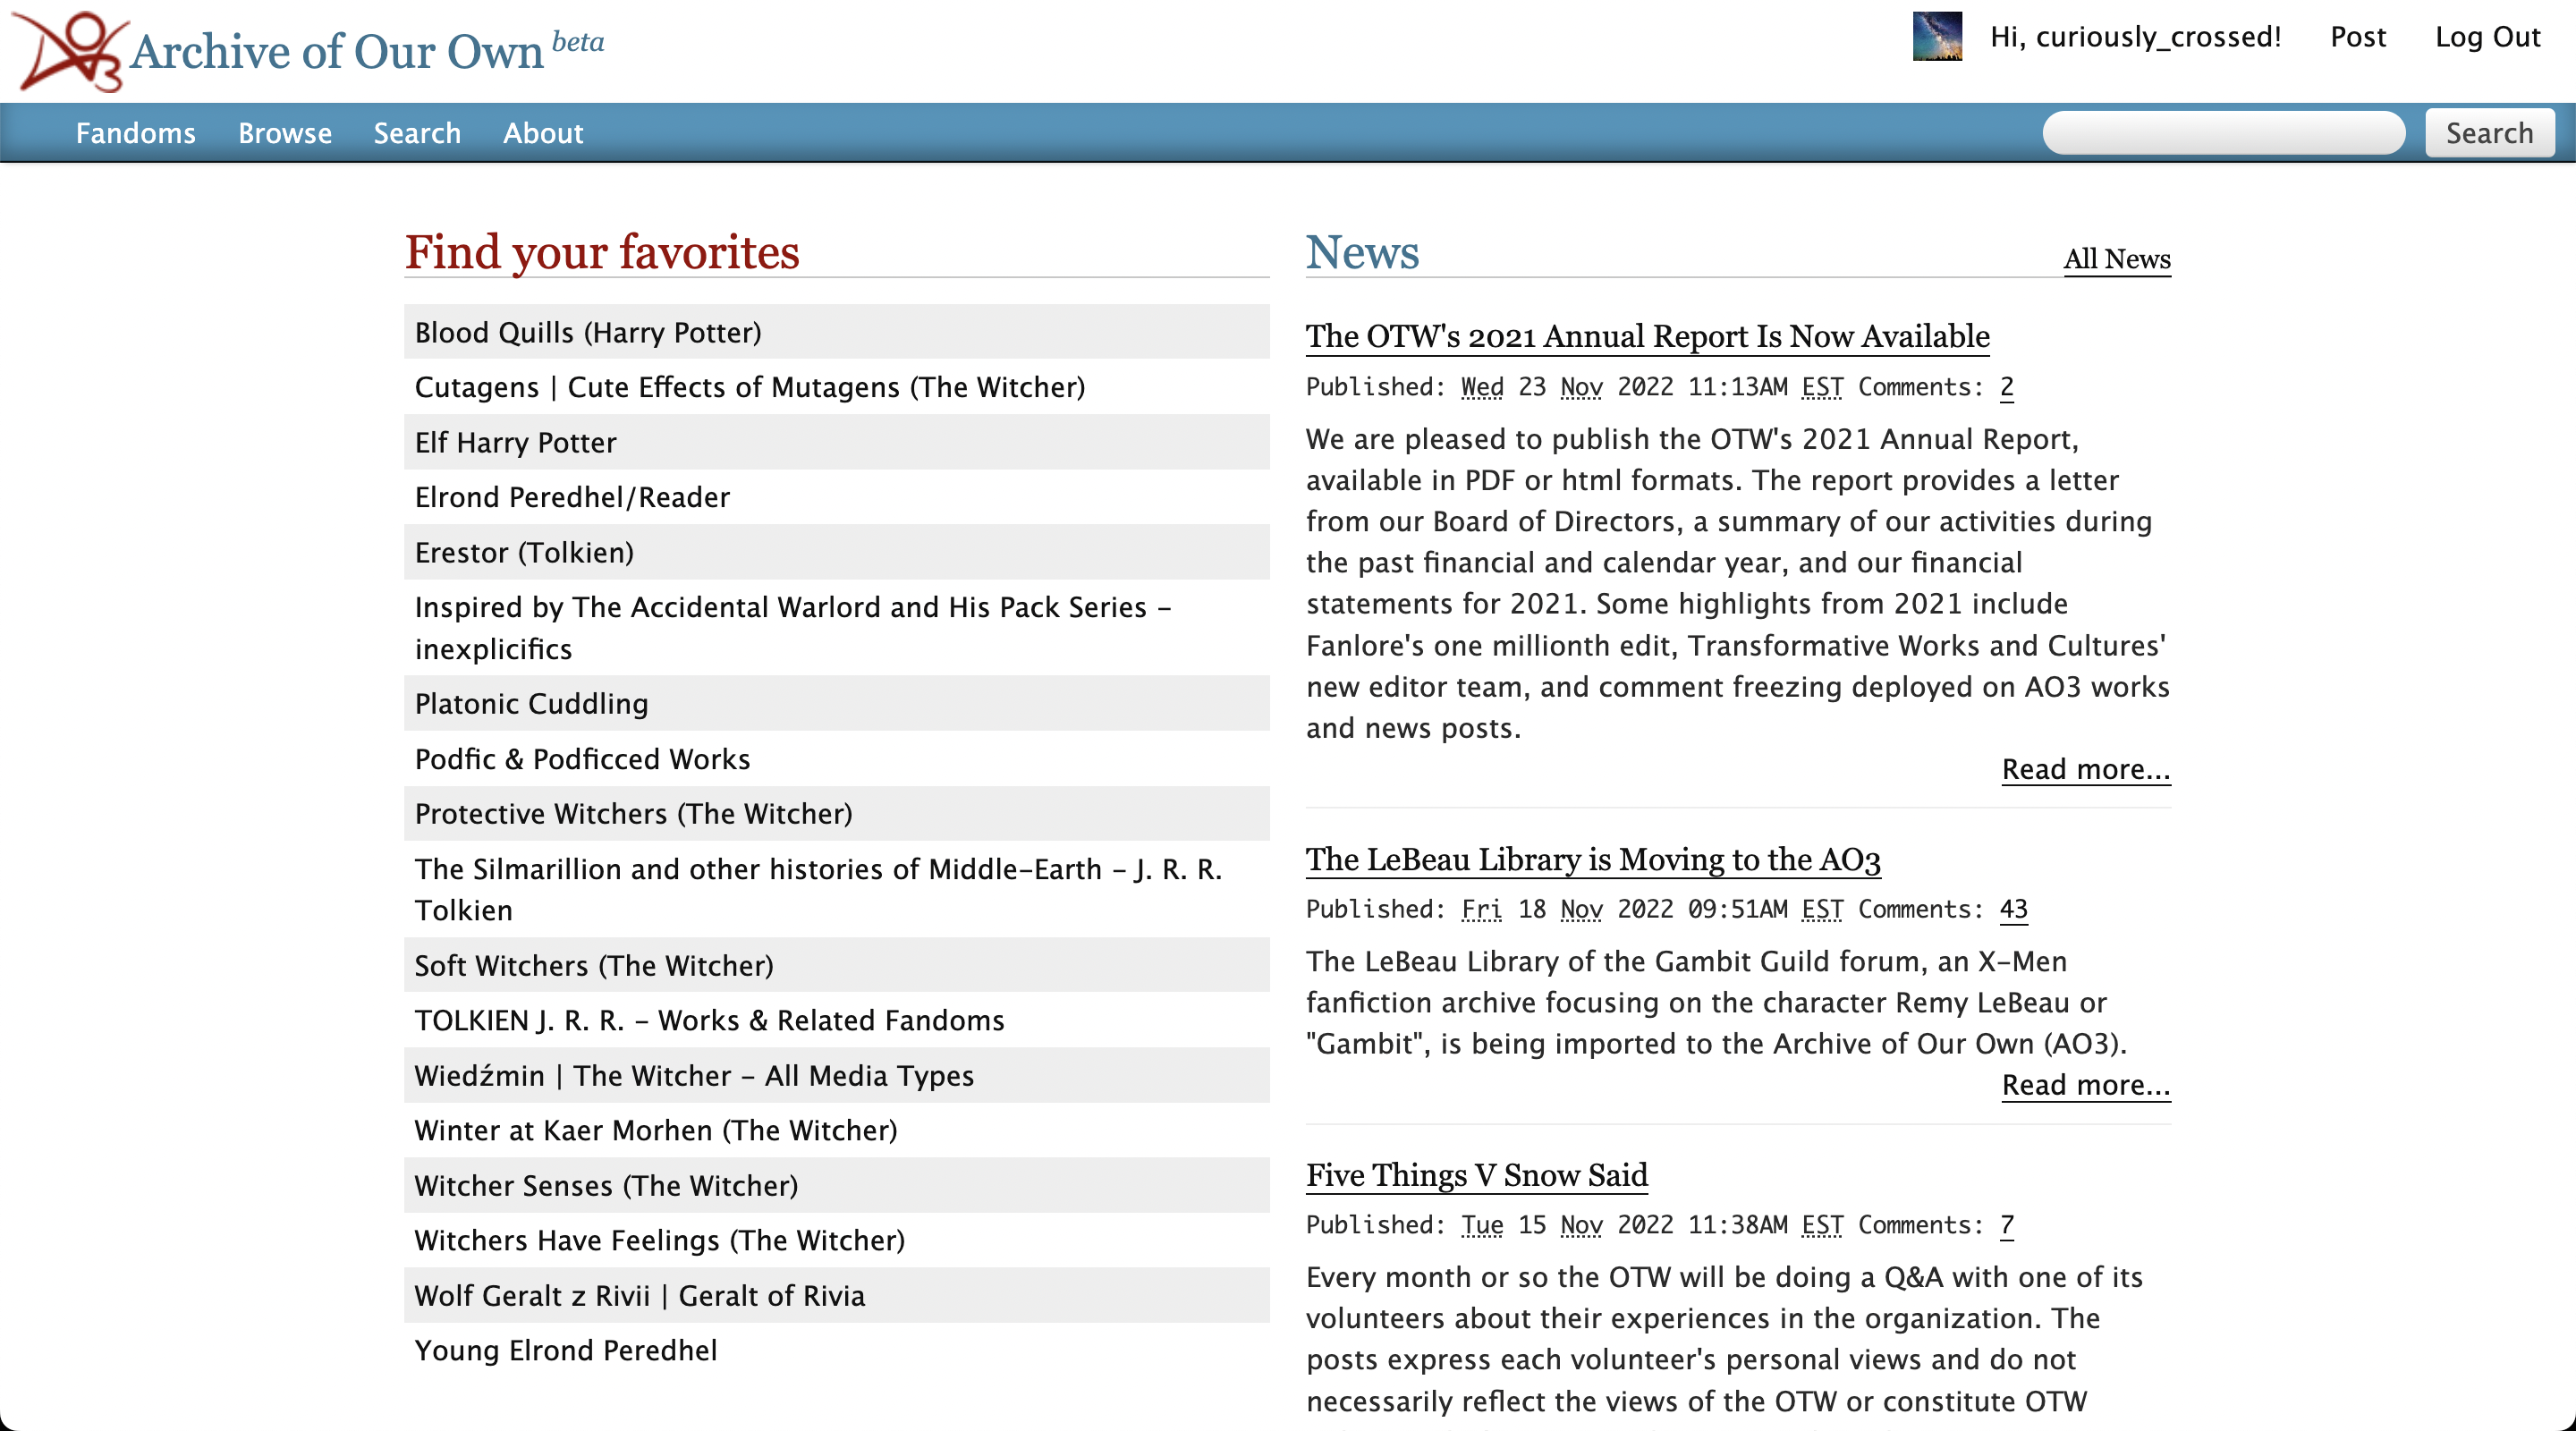 Archive of Our Own beta
Hi, curiously_crossed! Post Log Out
Fandoms Browse Search About
Search
Find your favorites
Blood Quills (Harry Potter)
Cutagens | Cute Effects of Mutagens (The Witcher)
Elf Harry Potter
Elrond Peredhel/Reader
Erestor (Tolkien)
Inspired by The Accidental Warlord and His Pack Series -
inexplicifics
Platonic Cuddling
Podfic & Podficced Works
Protective Witchers (The Witcher)
The Silmarillion and other histories of Middle-Earth - J. R. R.
Tolkien
Soft Witchers (The Witcher)
TOLKIEN J. R. R. - Works & Related Fandoms
Wiedźmin | The Witcher - All Media Types
Winter at Kaer Morhen (The Witcher)
Witcher Senses (The Witcher)
Witchers Have Feelings (The Witcher)
Wolf Geralt z Rivii | Geralt of Rivia
Young Elrond Peredhel
News
All News
The OTW's 2021 Annual Report Is Now Available
Published: Wed 23 Nov 2022 11:13AM EST Comments: 2
We are pleased to publish the OTW's 2021 Annual Report,
available in PDF or html formats. The report provides a letter
from our Board of Directors, a summary of our activities during
the past financial and calendar year, and our financial
statements for 2021. Some highlights from 2021 include
Fanlore's one millionth edit, Transformative Works and Cultures'
new editor team, and comment freezing deployed on AO3 works
and news posts.
Read more...
The LeBeau Library is Moving to the AO3
Published: Fri 18 Nov 2022 09:51AM EST Comments: 43
The LeBeau Library of the Gambit Guild forum, an X-Men
fanfiction archive focusing on the character Remy LeBeau or
"Gambit", is being imported to the Archive of Our Own (AO3).
Read more...
Five Things V Snow Said
Published: Tue 15 Nov 2022 11:38AM EST Comments: 7
Every month or so the OTW will be doing a Q&A with one of its
volunteers about their experiences in the organization. The
posts express each volunteer's personal views and do not
necessarily reflect the views of the OTW or constitute OTW